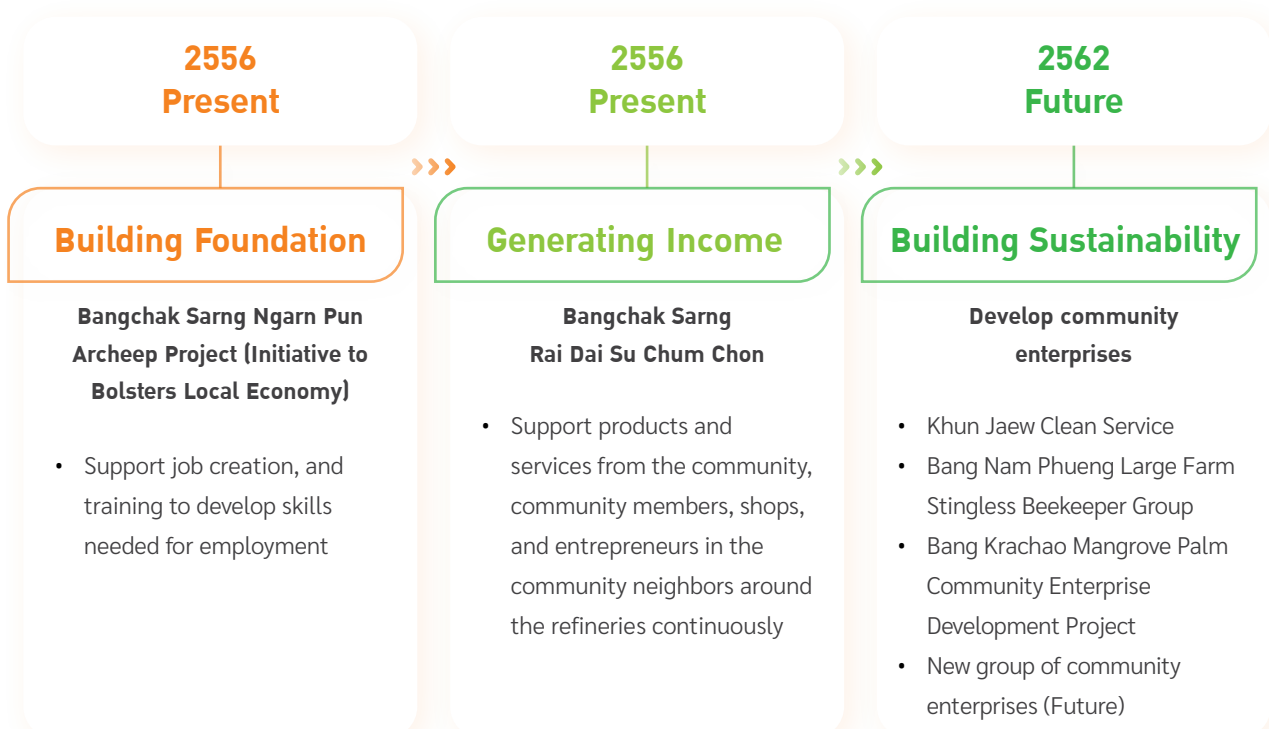 2556
Present
Building Foundation
Bangchak Sarng Ngarn Pun
Archeep Project (Initiative to
Bolsters Local Economy)
• Support job creation, and
training to develop skills
needed for employment
2556
Present
Generating Income
Bangchak Sarng
Rai Dai Su Chum Chon
• Support products and
services from the community,
community members, shops,
and entrepreneurs in the
community neighbors around
the refineries continuously
2562
Future
Building Sustainability
Develop community
enterprises
• Khun Jaew Clean Service
• Bang Nam Phueng Large Farm
Stingless Beekeeper Group
• Bang Krachao Mangrove Palm
Community Enterprise
Development Project
• New group of community
enterprises (Future)